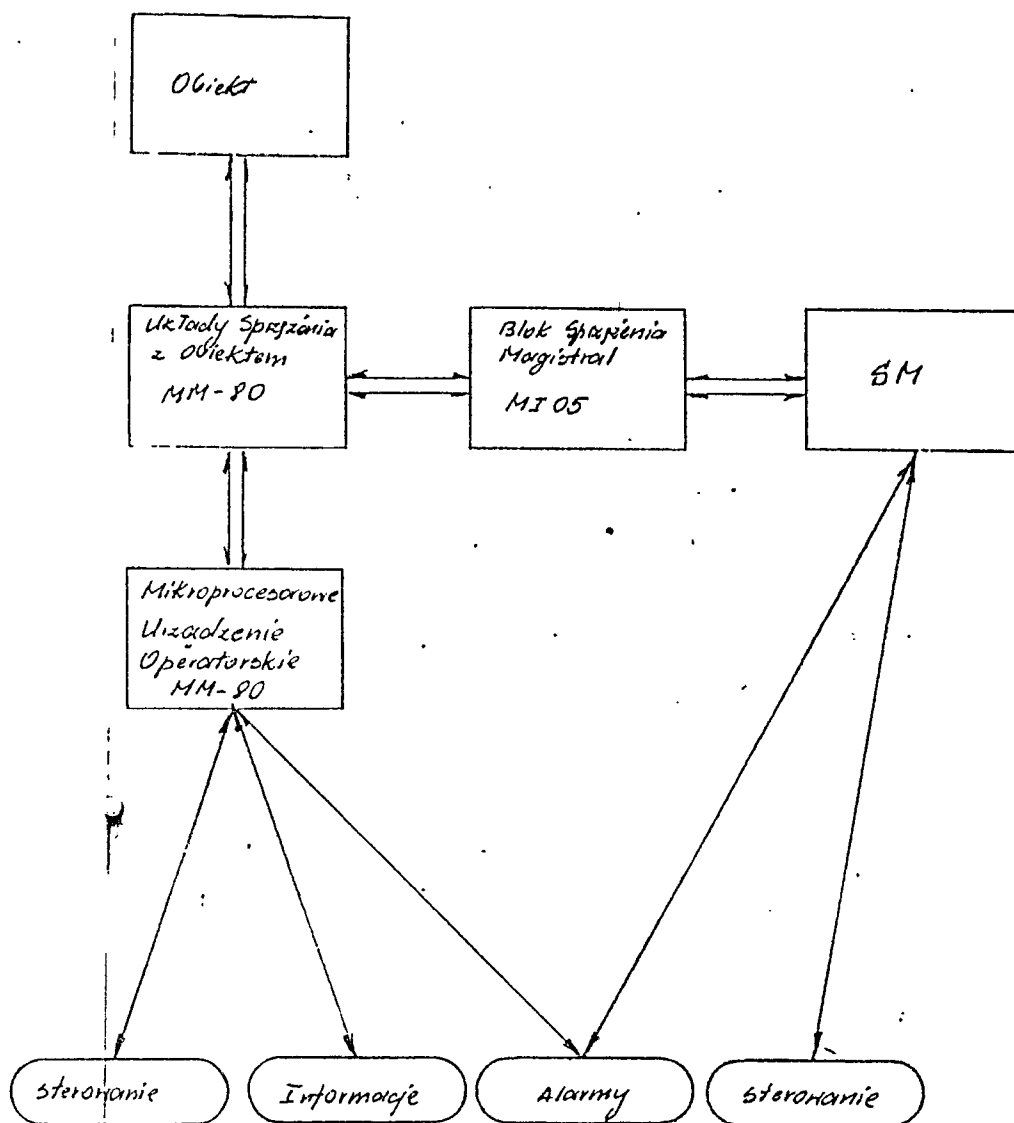 Obiekt
Układy Sprzężenia
z Obiektem
MM-80
Blok Sprzężenia
Magistral
MI 05
SM
Mikroprocesorowe
Urządzenie
Operatorskie
MM-80
Sterowanie
Informacje
Alarmy
Sterowanie